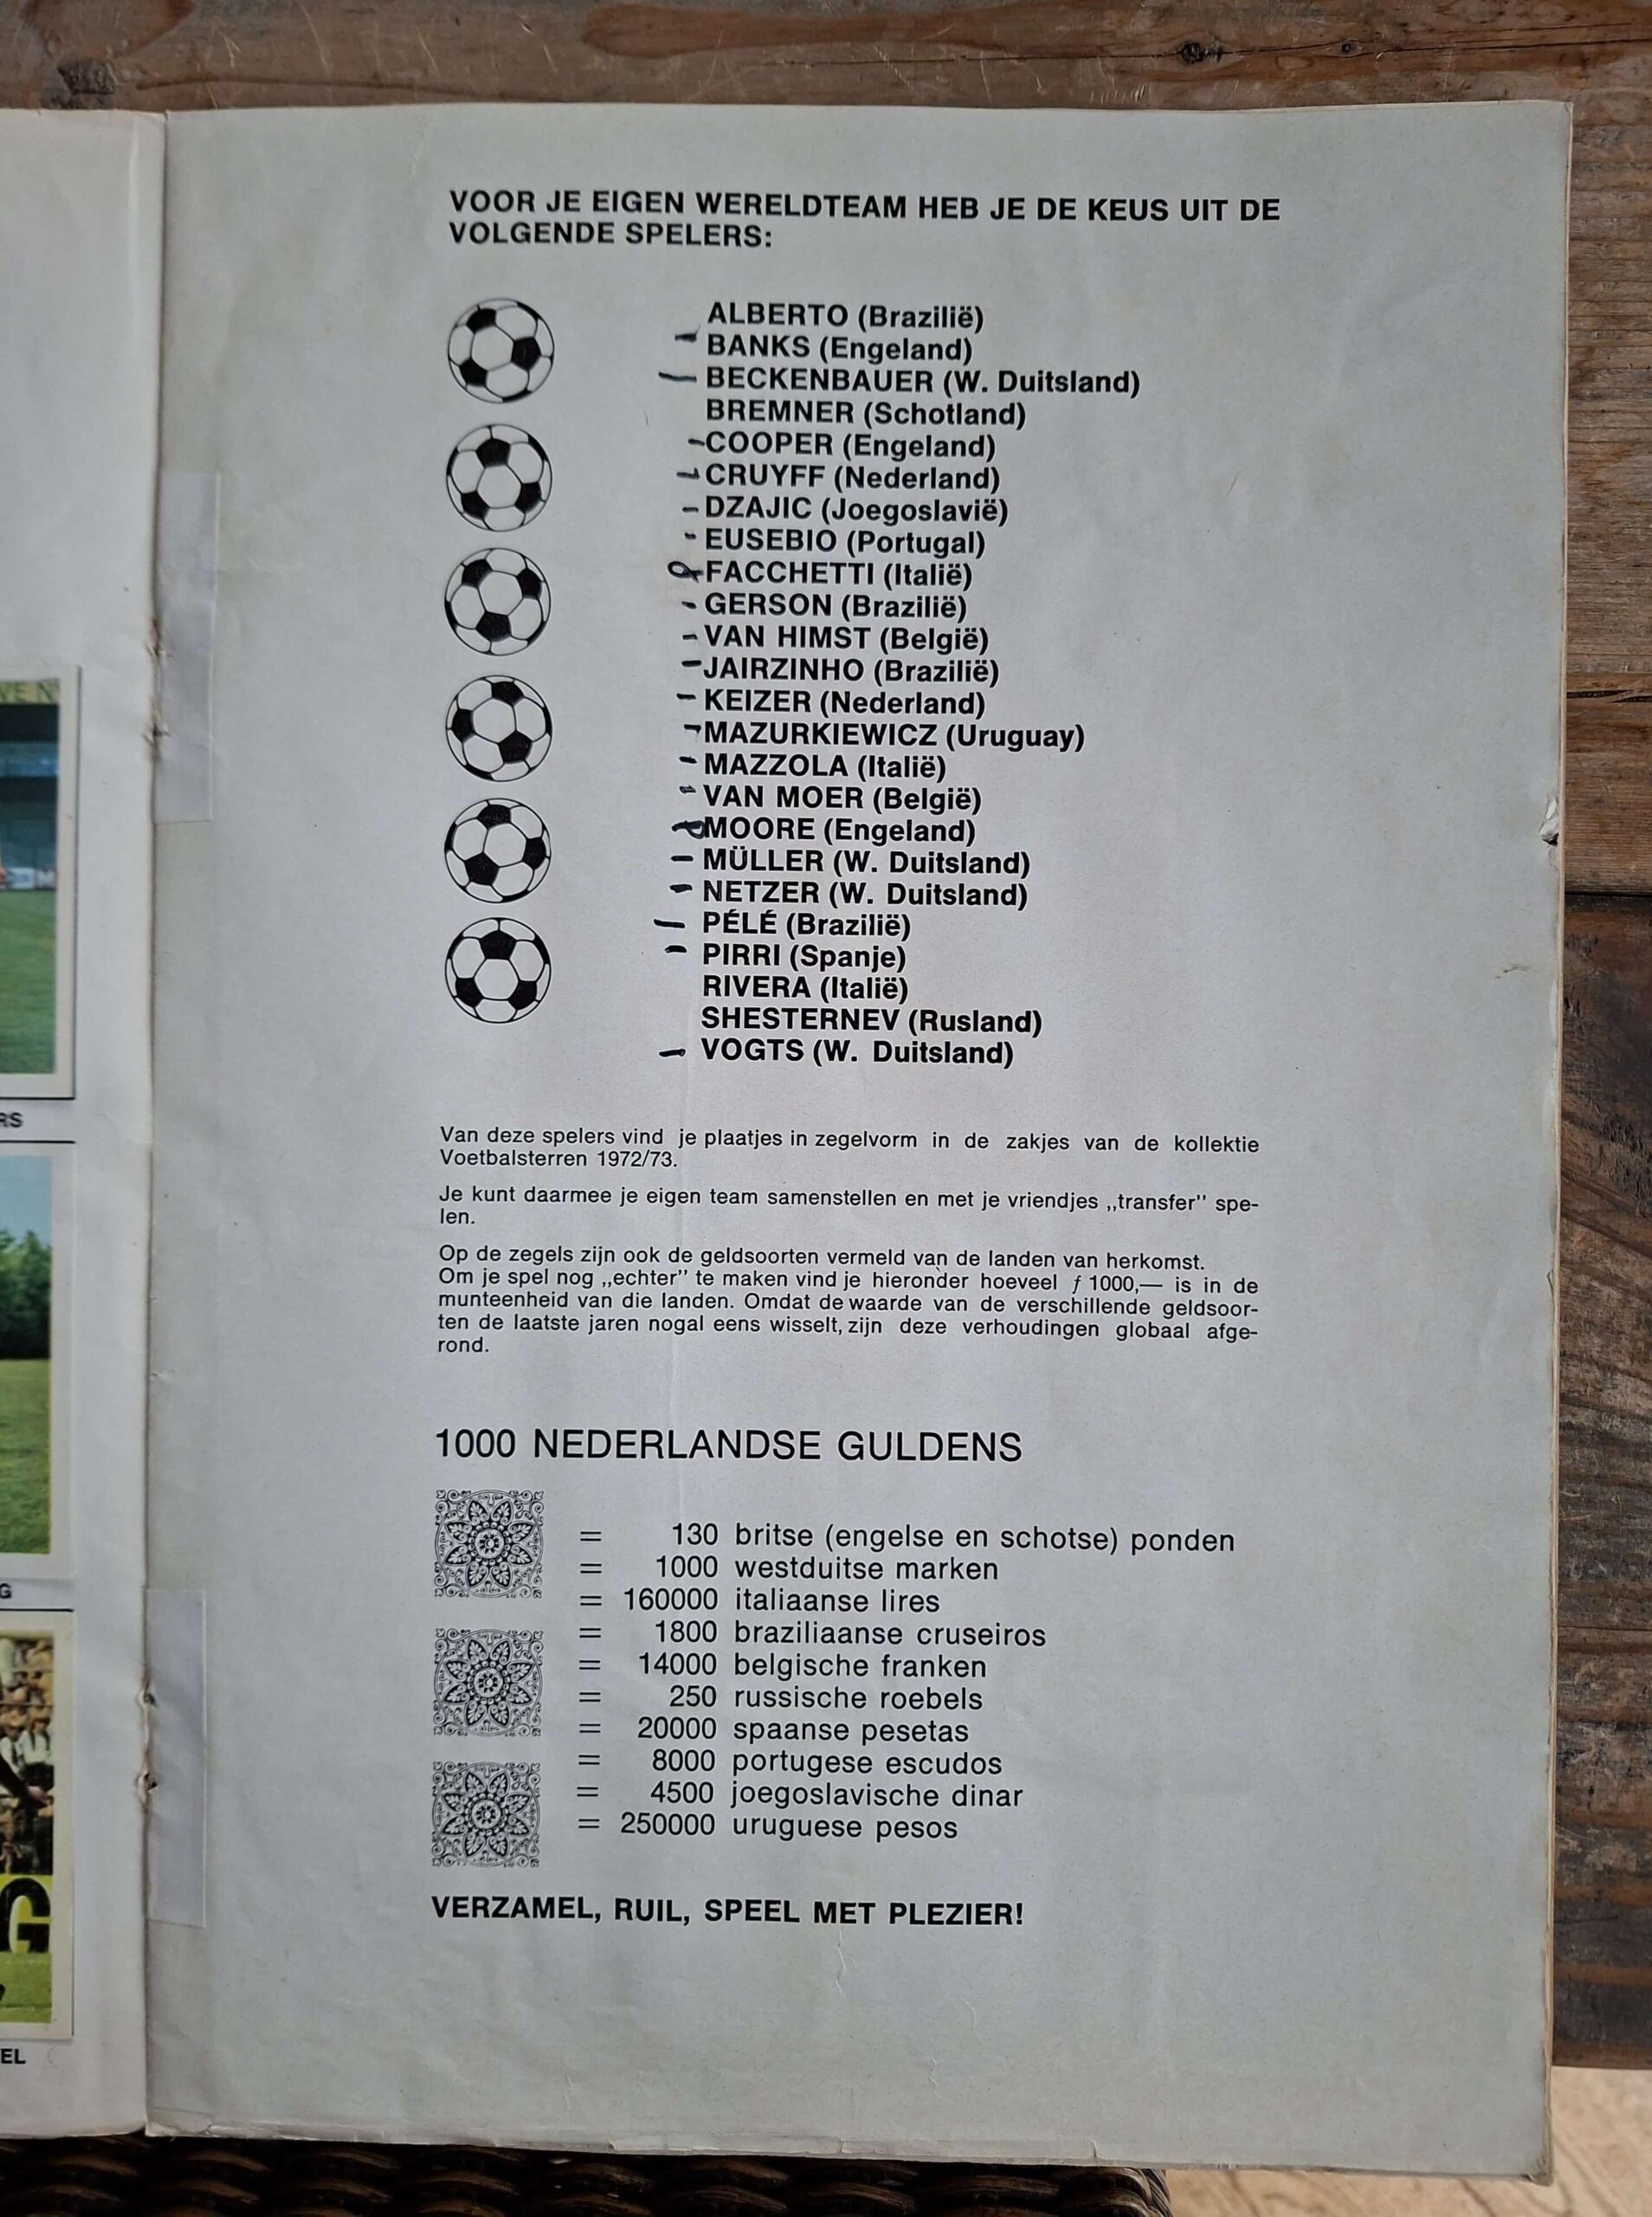 VOOR JE EIGEN WERELDTEAM HEB JE DE KEUS UIT DE
VOLGENDE SPELERS:
ALBERTO (Brazilië)
- BANKS (Engeland)
- BECKENBAUER (W. Duitsland)
BREMNER (Schotland)
- COOPER (Engeland)
- CRUYFF (Nederland)
- DZAJIC (Joegoslavië)
- EUSEBIO (Portugal)
FACCHETTI (Italië)
- GERSON (Brazilië)
- VAN HIMST (België)
- JAIRZINHO (Brazilië)
- KEIZER (Nederland)
- MAZURKIEWICZ (Uruguay)
- MAZZOLA (Italië)
- VAN MOER (België)
MOORE (Engeland)
- MÜLLER (W. Duitsland)
- NETZER (W. Duitsland)
- PÉLÉ (Brazilië)
- PIRRI (Spanje)
RIVERA (Italië)
SHESTERNEV (Rusland)
- VOGTS (W. Duitsland)
Van deze spelers vind je plaatjes in zegelvorm in de zakjes van de kollektie
Voetbalsterren 1972/73.
Je kunt daarmee je eigen team samenstellen en met je vriendjes „transfer" spe-
len.
Op de zegels zijn ook de geldsoorten vermeld van de landen van herkomst.
Om je spel nog „echter" te maken vind je hieronder hoeveel ƒ 1000,— is in de
munteenheid van die landen. Omdat de waarde van de verschillende geldsoor-
ten de laatste jaren nogal eens wisselt, zijn deze verhoudingen globaal afge-
rond.
1000 NEDERLANDSE GULDENS
= 130 britse (engelse en schotse) ponden
= 1000 westduitse marken
= 160000 italiaanse lires
= 1800 braziliaanse cruseiros
= 14000 belgische franken
= 250 russische roebels
= 20000 spaanse pesetas
= 8000 portugese escudos
= 4500 joegoslavische dinar
= 250000 uruguese pesos
VERZAMEL, RUIL, SPEEL MET PLEZIER!
RS
G
G
EL